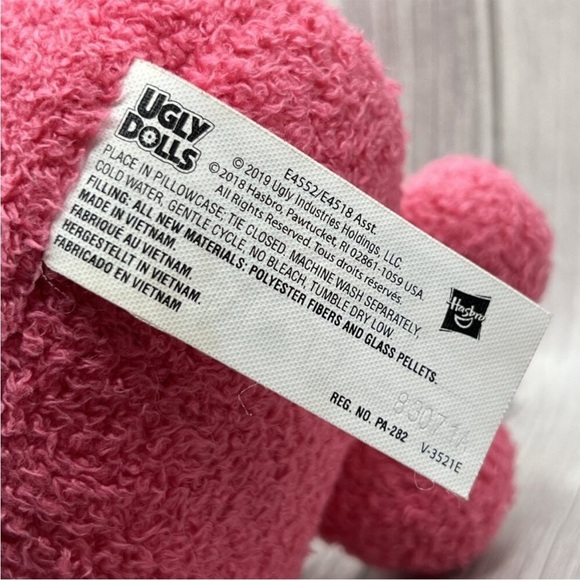 UGLY
DOLLS
E4552/E4518 Asst.
© 2019 Ugly Industries Holdings, LLC.
©2018 Hasbro, Pawtucket, RI 02861-1059 USA.
All Rights Reserved. Tous droits réservés.
PLACE IN PILLOWCASE; TIE CLOSED. MACHINE WASH SEPARATELY,
COLD WATER, GENTLE CYCLE, NO BLEACH, TUMBLE DRY LOW.
FILLING: ALL NEW MATERIALS: POLYESTER FIBERS AND GLASS PELLETS.
MADE IN VIETNAM.
FABRIQUÉ AU VIETNAM.
HERGESTELLT IN VIETNAM.
FABRICADO EN VIETNAM
Hasbro
REG. NO. PA-282
V-3521E